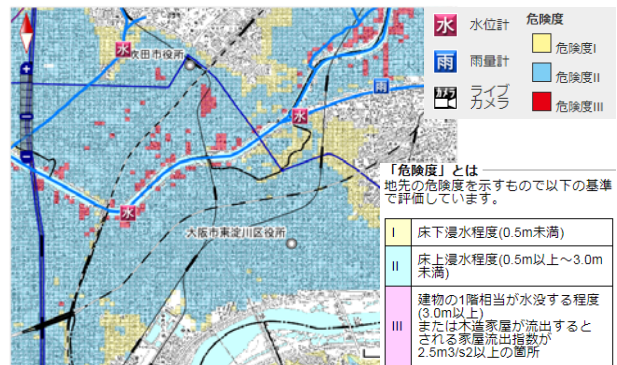 水
水位計
危険度
危険度I
雨
雨量計
危険度II
カメラ
ライブ
カメラ
危険度III
水
吹田市役所
雨
水
水
大阪市東淀川区役所
「危険度」とは
地先の危険度を示すもので以下の基準
で評価しています。
I
床下浸水程度(0.5m未満)
II
床上浸水程度(0.5m以上～3.0m
未満)
III
建物の1階相当が水没する程度
(3.0m以上)
または木造家屋が流出すると
される家屋流出指数が
2.5m3/s2以上の箇所